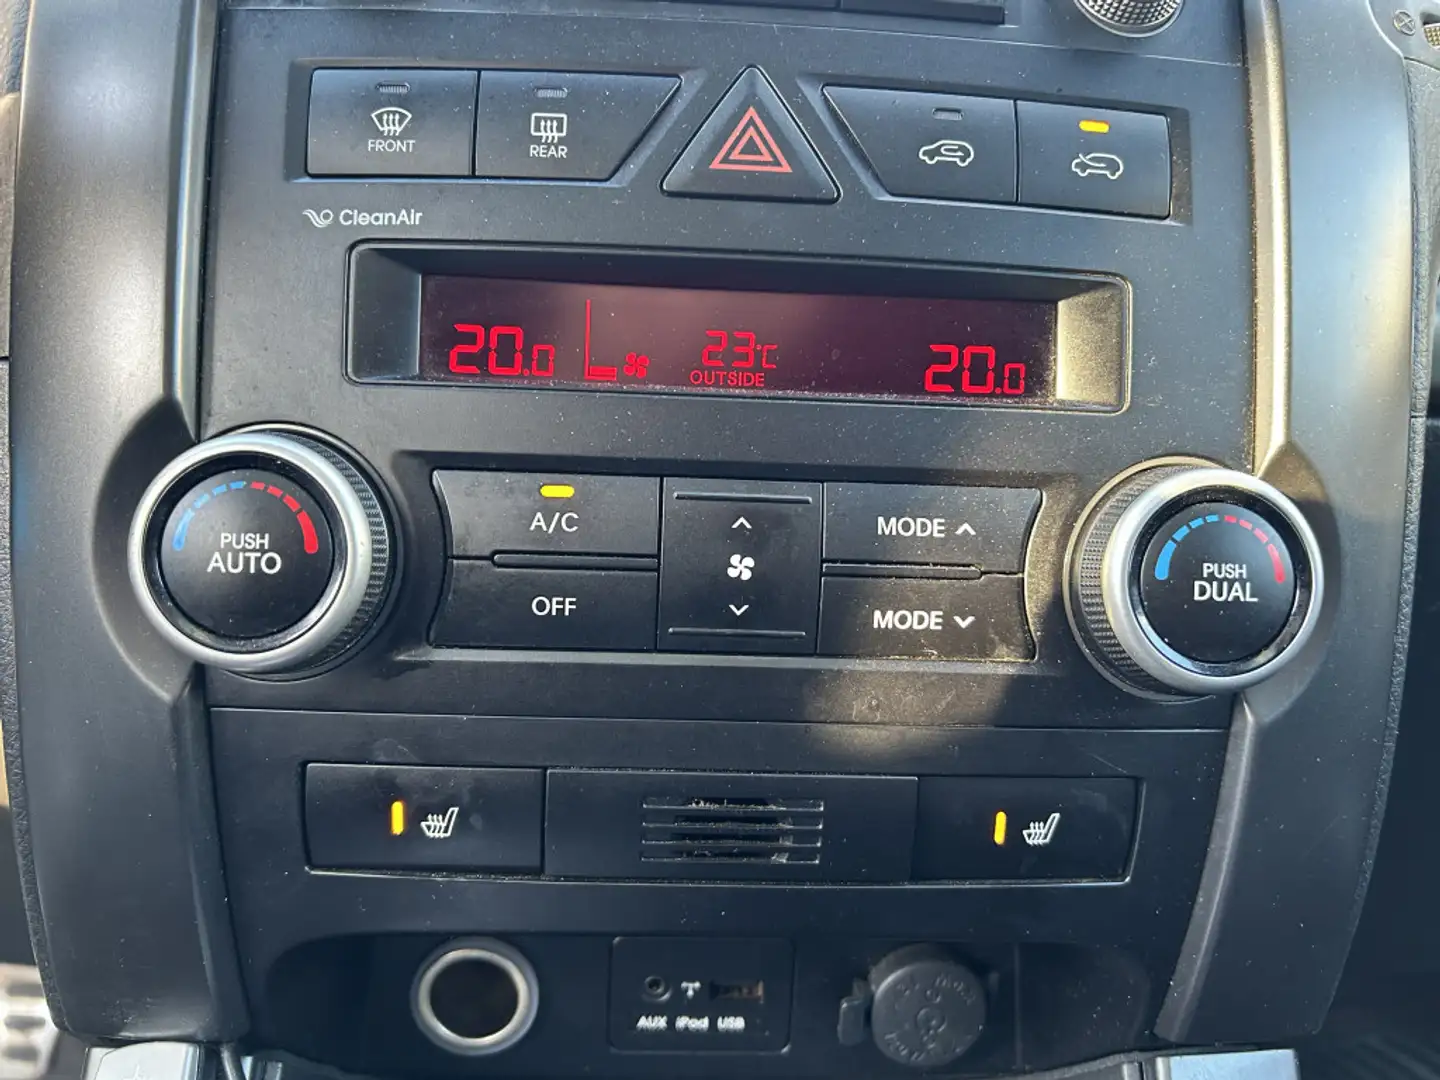 FRONT
REAR
CleanAir
20.0 23°C 20.0
OUTSIDE
A/C
MODE
PUSH
AUTO
PUSH
DUAL
OFF
MODE
AUX iPod USB